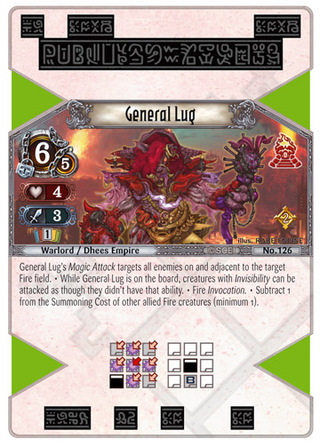 General Lug
6
5
4
3
1
illus. RARE
Warlord / Dhees Empire
SCE
No.126
General Lug's Magic Attack targets all enemies on and adjacent to the target
Fire field. • While General Lug is on the board, creatures with Invisibility can be
attacked as though they didn't have that ability. • Fire Invocation. • Subtract 1
from the Summoning Cost of other allied Fire creatures (minimum 1).